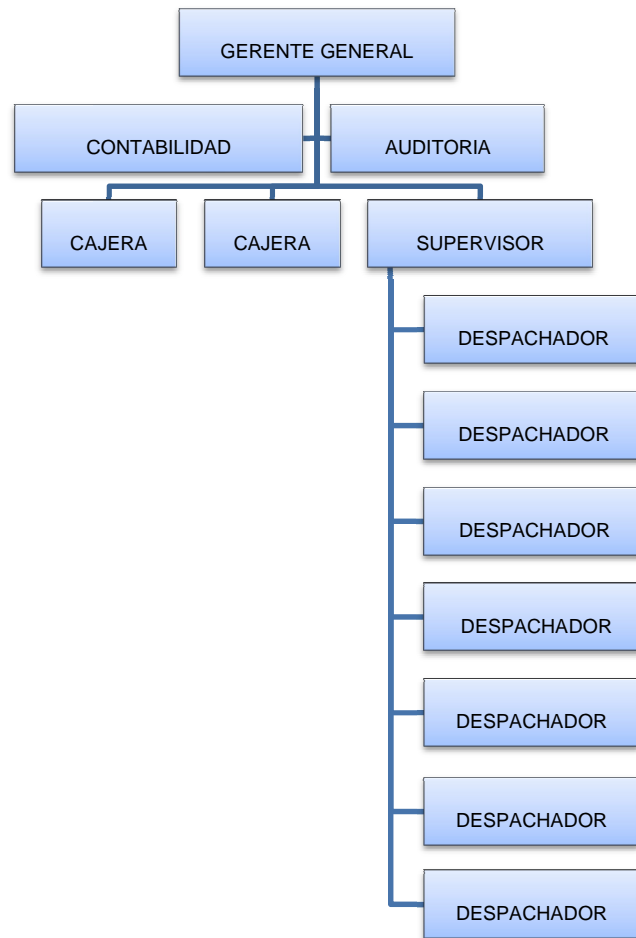 GERENTE GENERAL
CONTABILIDAD
AUDITORIA
CAJERA
CAJERA
SUPERVISOR
DESPACHADOR
DESPACHADOR
DESPACHADOR
DESPACHADOR
DESPACHADOR
DESPACHADOR
DESPACHADOR